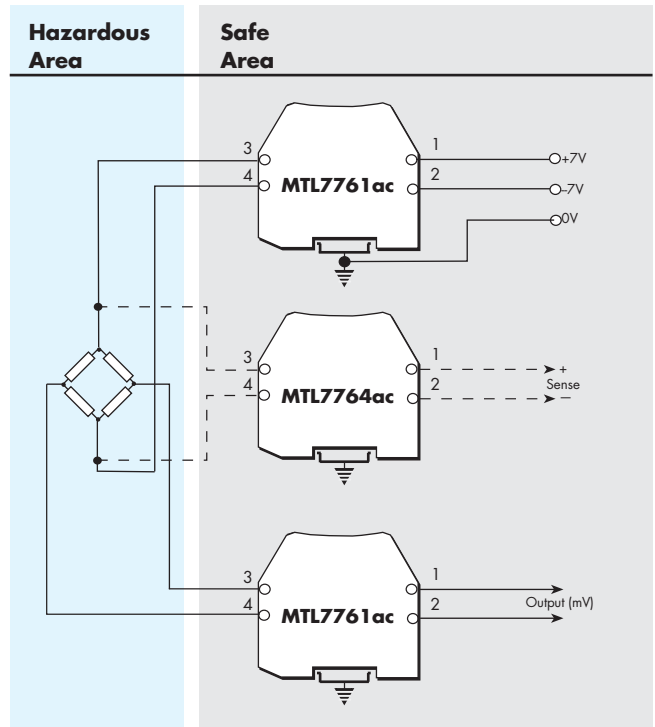 Hazardous
Area
Safe
Area
3
4
MTL7761ac
1
2
+7V
–7V
0V
3
4
MTL7764ac
1
2
+
Sense
–
3
4
MTL7761ac
1
2
Output (mV)